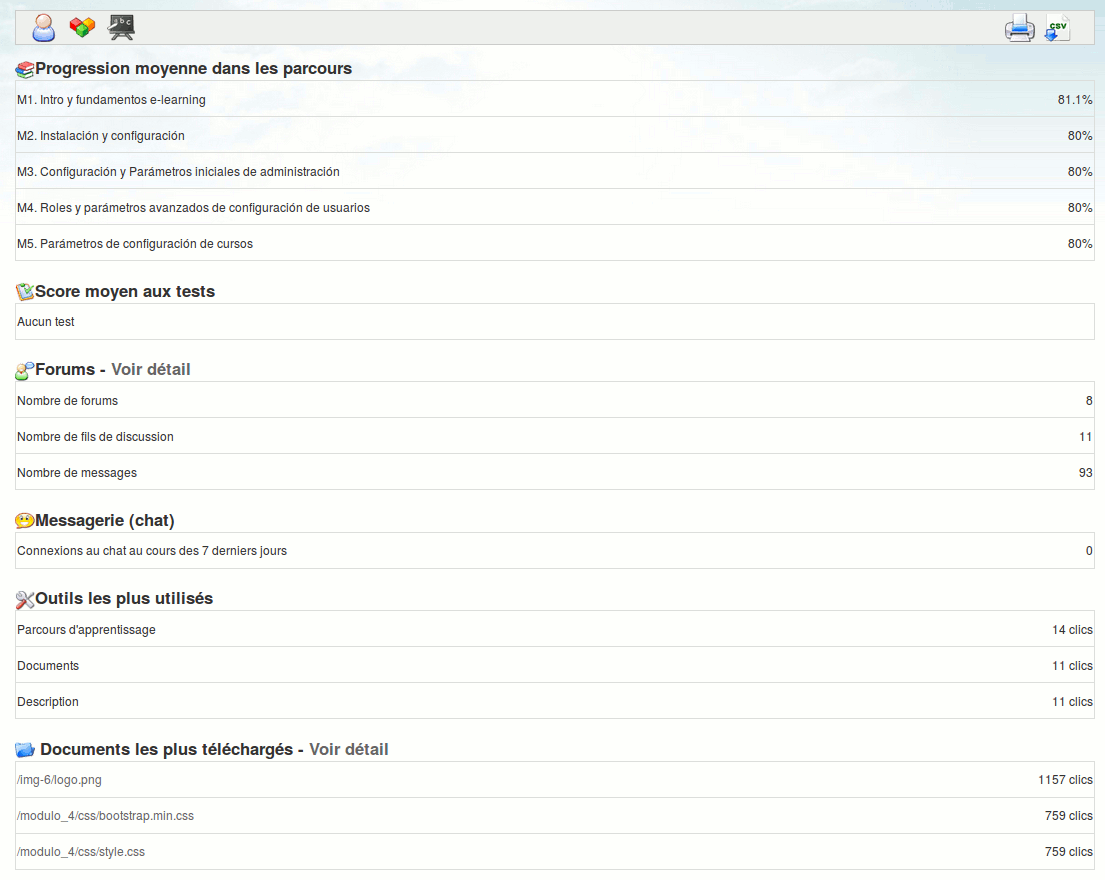 abc
CSV
Progression moyenne dans les parcours
M1. Intro y fundamentos e-learning 81.1%
M2. Instalación y configuración 80%
M3. Configuración y Parámetros iniciales de administración 80%
M4. Roles y parámetros avanzados de configuración de usuarios 80%
M5. Parámetros de configuración de cursos 80%
Score moyen aux tests
Aucun test
Forums - Voir détail
Nombre de forums 8
Nombre de fils de discussion 11
Nombre de messages 93
Messagerie (chat)
Connexions au chat au cours des 7 derniers jours 0
Outils les plus utilisés
Parcours d'apprentissage 14 clics
Documents 11 clics
Description 11 clics
Documents les plus téléchargés - Voir détail
/img-6/logo.png 1157 clics
/modulo_4/css/bootstrap.min.css 759 clics
/modulo_4/css/style.css 759 clics